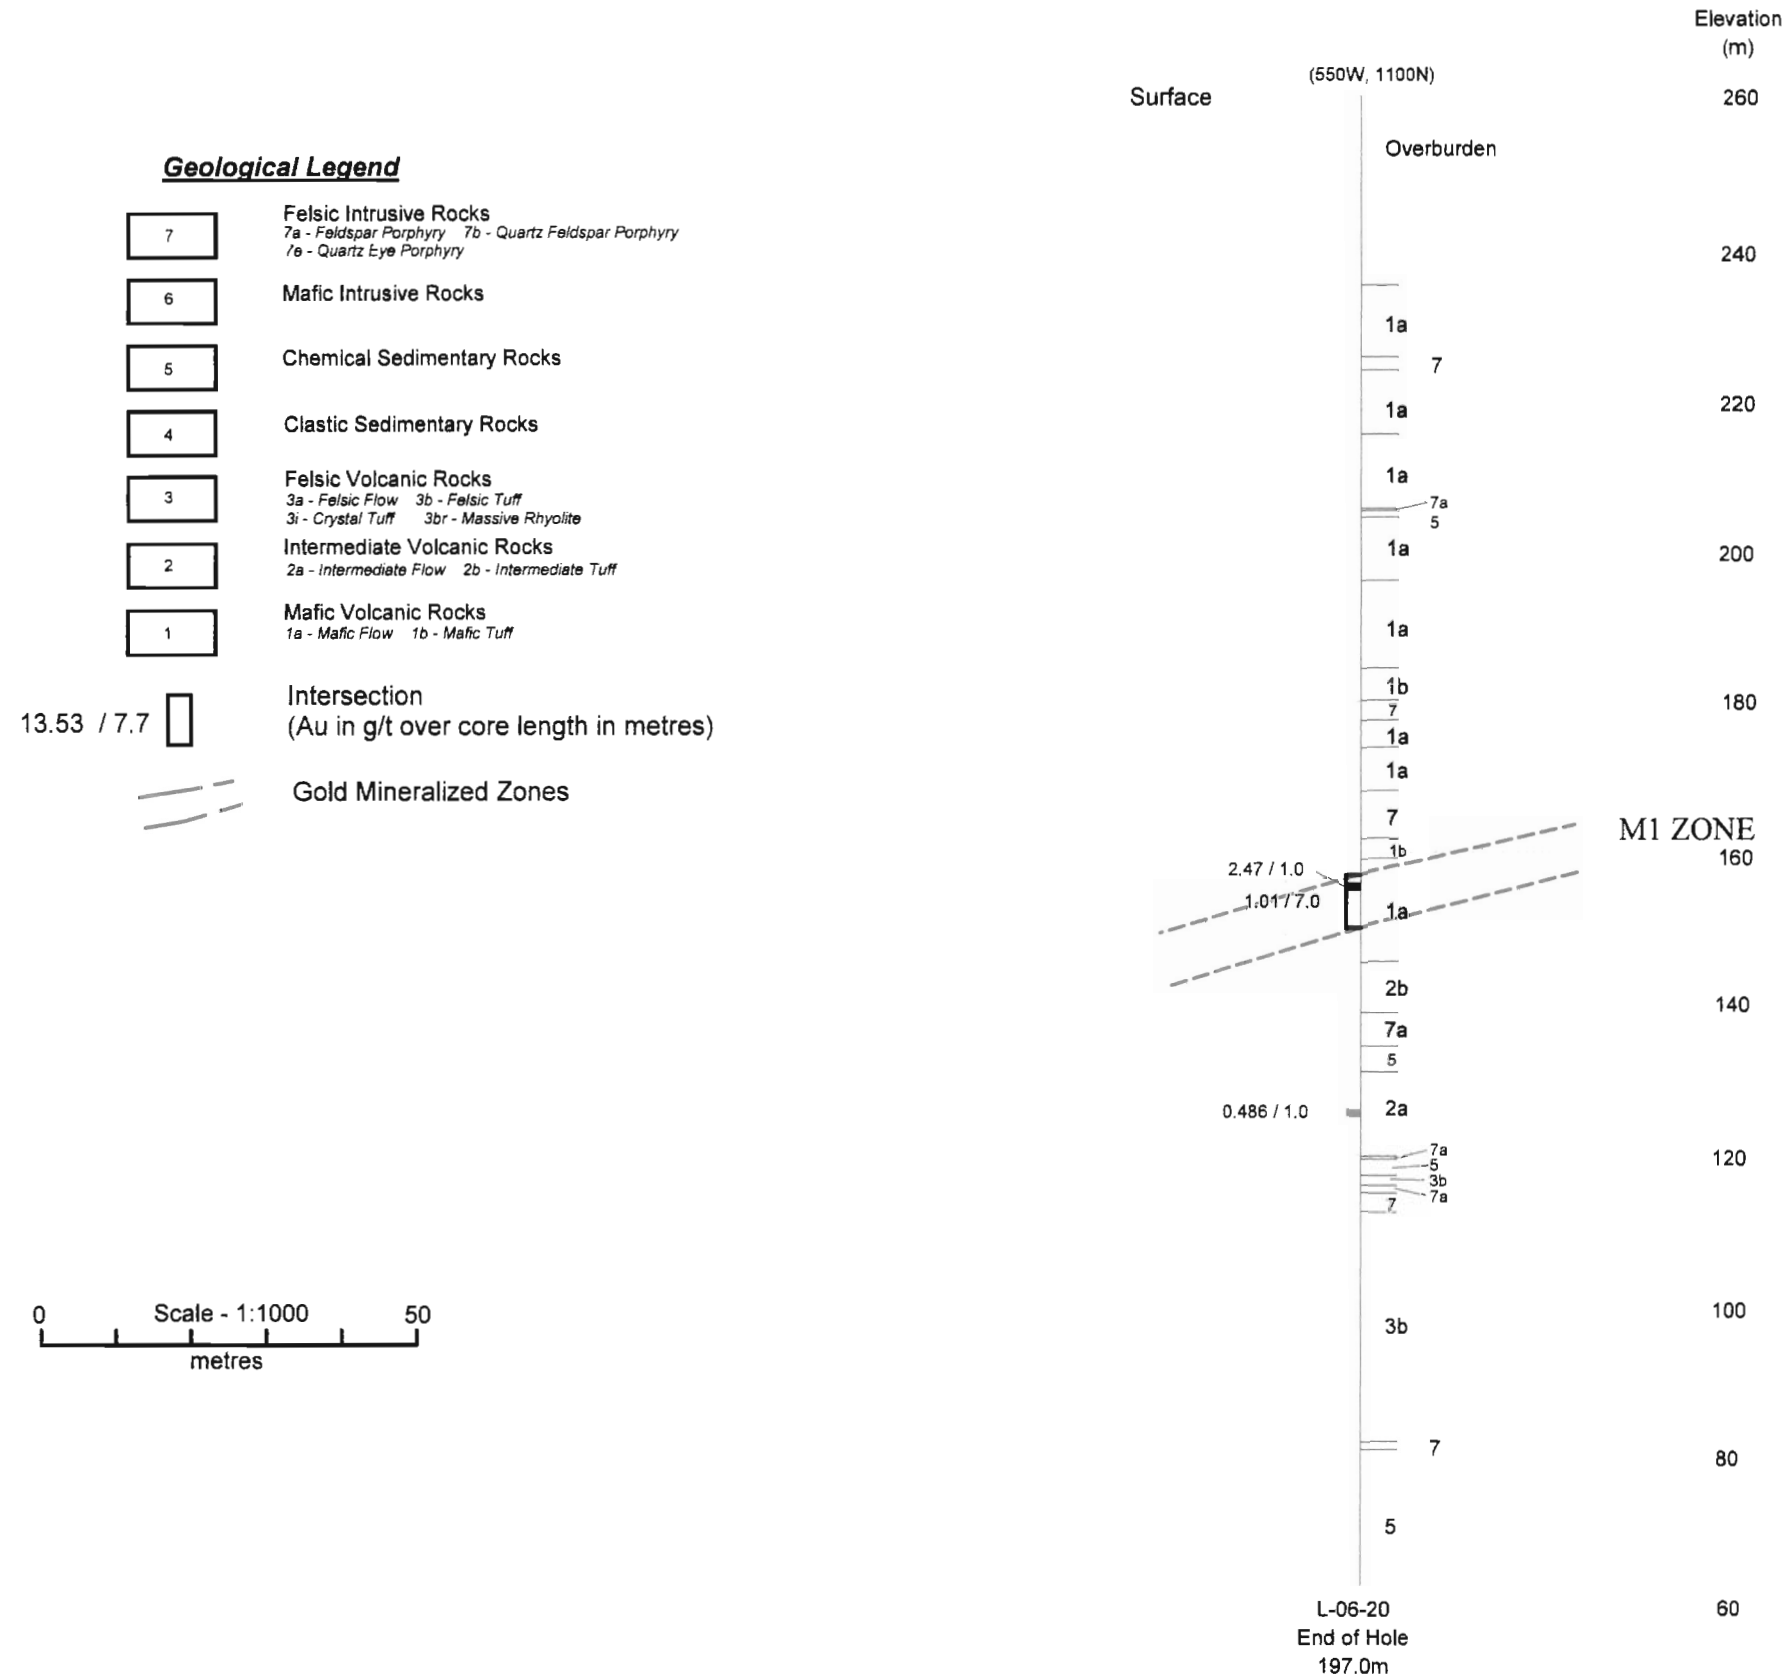 Elevation
(m)
(550W, 1100N)
Surface
260
Overburden
Geological Legend
7
Felsic Intrusive Rocks
7a - Feldspar Porphyry 7b - Quartz Feldspar Porphyry
7e - Quartz Eye Porphyry
240
6
Mafic Intrusive Rocks
1a
5
Chemical Sedimentary Rocks
7
220
1a
4
Clastic Sedimentary Rocks
3
Felsic Volcanic Rocks
3a - Felsic Flow 3b - Felsic Tuff
3i - Crystal Tuff 3br - Massive Rhyolite
1a
7a
5
2
Intermediate Volcanic Rocks
2a - Intermediate Flow 2b - Intermediate Tuff
1a
200
1
Mafic Volcanic Rocks
1a - Mafic Flow 1b - Mafic Tuff
1a
13.53 / 7.7
Intersection
(Au in g/t over core length in metres)
1b
7
180
1a
1a
Gold Mineralized Zones
7
M1 ZONE
1b
160
2.47 / 1.0
1.01 / 7.0
1a
2b
140
7a
5
0.486 / 1.0
2a
7a
5
3b
7a
7
120
0
Scale - 1:1000
50
metres
100
3b
7
80
5
60
L-06-20
End of Hole
197.0m